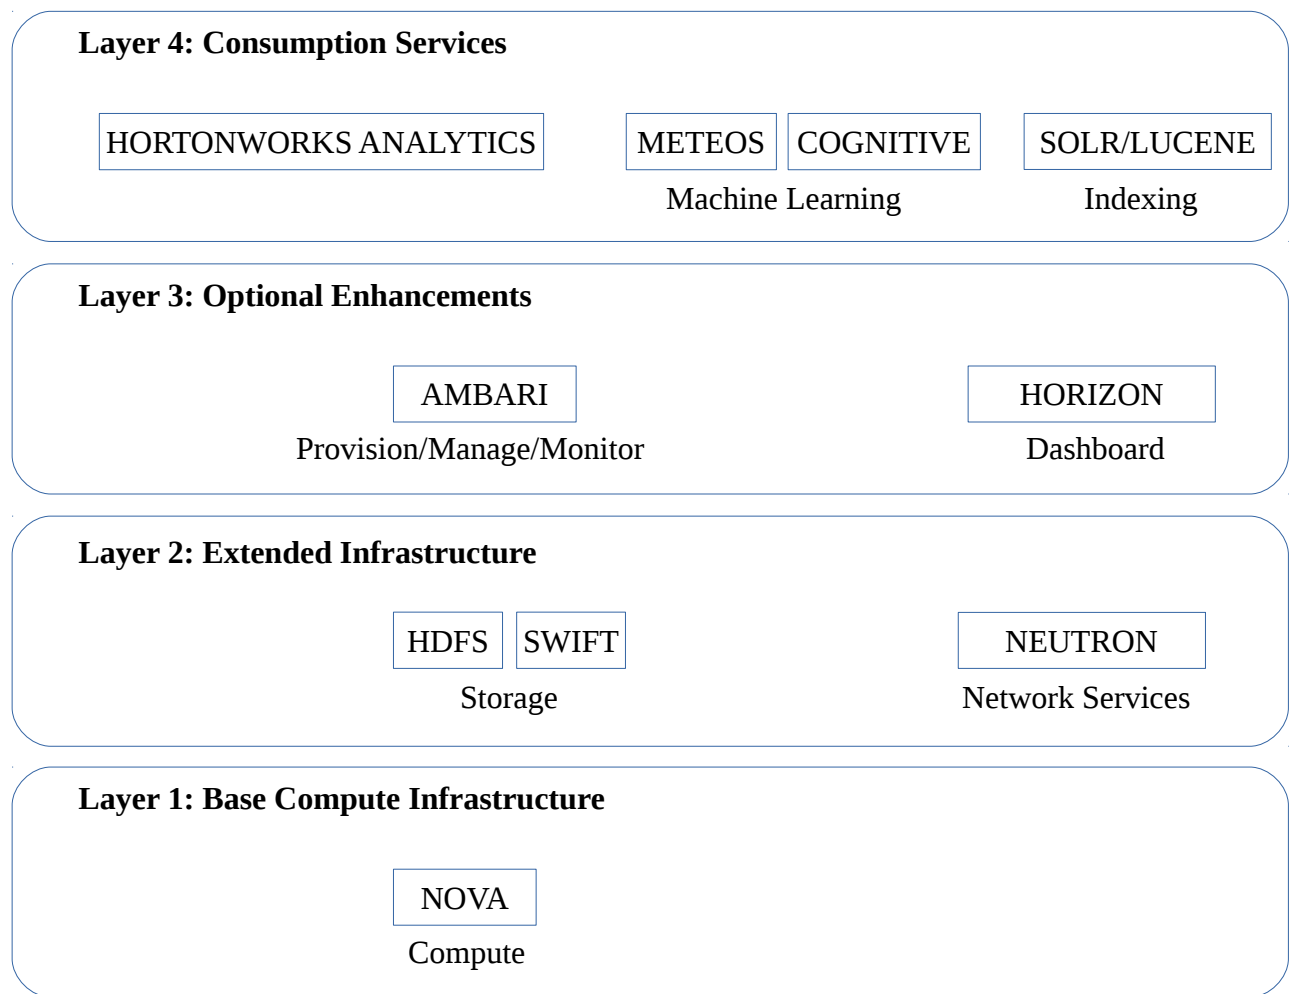 Layer 4: Consumption Services
HORTONWORKS ANALYTICS
METEOS
COGNITIVE
SOLR/LUCENE
Machine Learning
Indexing
Layer 3: Optional Enhancements
AMBARI
HORIZON
Provision/Manage/Monitor
Dashboard
Layer 2: Extended Infrastructure
HDFS
SWIFT
NEUTRON
Storage
Network Services
Layer 1: Base Compute Infrastructure
NOVA
Compute